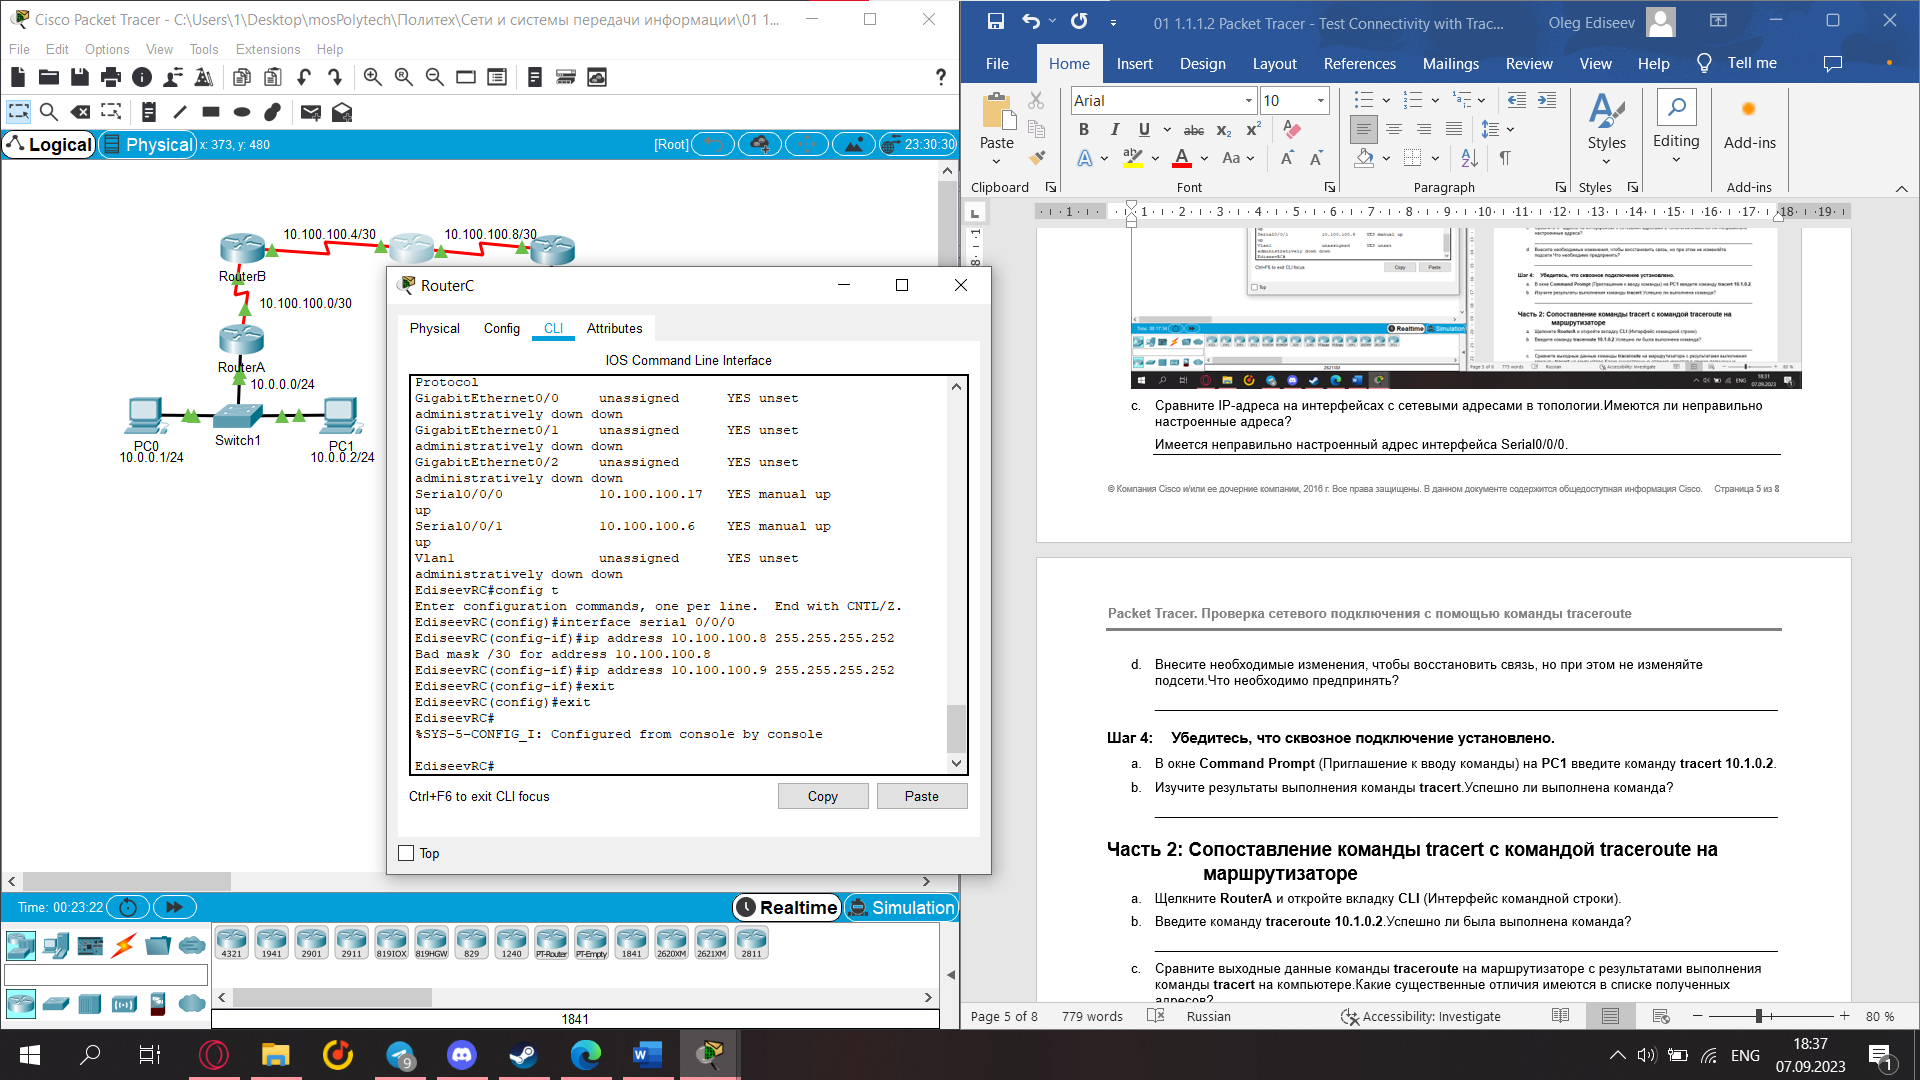 Cisco Packet Tracer - C:\Users\1\Desktop\mosPolytech\Политех\Сети и системы передачи информации\01 1...
File Edit Options View Tools Extensions Help
Logical Physical x: 373, y: 480
[Root] 23:30:30
10.100.100.4/30
10.100.100.8/30
RouterB
10.100.100.0/30
RouterA
10.0.0.0/24
Switch1
PC0
10.0.0.1/24
PC1
10.0.0.2/24
RouterC
Physical Config CLI Attributes
IOS Command Line Interface
Protocol
GigabitEthernet0/0 unassigned YES unset
administratively down down
GigabitEthernet0/1 unassigned YES unset
administratively down down
GigabitEthernet0/2 unassigned YES unset
administratively down down
Serial0/0/0 10.100.100.17 YES manual up
up
Serial0/0/1 10.100.100.6 YES manual up
up
Vlan1 unassigned YES unset
administratively down down
EdiseevRC#config t
Enter configuration commands, one per line. End with CNTL/Z.
EdiseevRC(config)#interface serial 0/0/0
EdiseevRC(config-if)#ip address 10.100.100.8 255.255.255.252
Bad mask /30 for address 10.100.100.8
EdiseevRC(config-if)#ip address 10.100.100.9 255.255.255.252
EdiseevRC(config-if)#exit
EdiseevRC(config)#exit
EdiseevRC#
%SYS-5-CONFIG_I: Configured from console by console
EdiseevRC#
Ctrl+F6 to exit CLI focus
Copy Paste
Top
Time: 00:23:22
Realtime Simulation
4321 1941 2901 2911 819IOX 819HGW 829 1240 PT-Router PT-Empty 1841 2620XM 2621XM 2811
1841
01 1.1.1.2 Packet Tracer - Test Connectivity with Trac...
Oleg Ediseev
File Home Insert Design Layout References Mailings Review View Help Tell me
Paste
Arial 10
Styles
Editing
Add-ins
Clipboard Font Paragraph Styles Add-ins
c. Сравните IP-адреса на интерфейсах с сетевыми адресами в топологии.Имеются ли неправильно
настроенные адреса?
Имеется неправильно настроенный адрес интерфейса Serial0/0/0.
© Компания Cisco и/или ее дочерние компании, 2016 г. Все права защищены. В данном документе содержится общедоступная информация Cisco. Страница 5 из 8
Packet Tracer. Проверка сетевого подключения с помощью команды traceroute
d. Внесите необходимые изменения, чтобы восстановить связь, но при этом не изменяйте
подсети.Что необходимо предпринять?
Шаг 4: Убедитесь, что сквозное подключение установлено.
a. В окне Command Prompt (Приглашение к вводу команды) на PC1 введите команду tracert 10.1.0.2.
b. Изучите результаты выполнения команды tracert.Успешно ли выполнена команда?
Часть 2: Сопоставление команды tracert с командой traceroute на
маршрутизаторе
a. Щелкните RouterA и откройте вкладку CLI (Интерфейс командной строки).
b. Введите команду traceroute 10.1.0.2.Успешно ли была выполнена команда?
c. Сравните выходные данные команды traceroute на маршрутизаторе с результатами выполнения
команды tracert на компьютере.Какие существенные отличия имеются в списке полученных
адресов?
Page 5 of 8 779 words Russian Accessibility: Investigate 80 %
ENG
18:37
07.09.2023